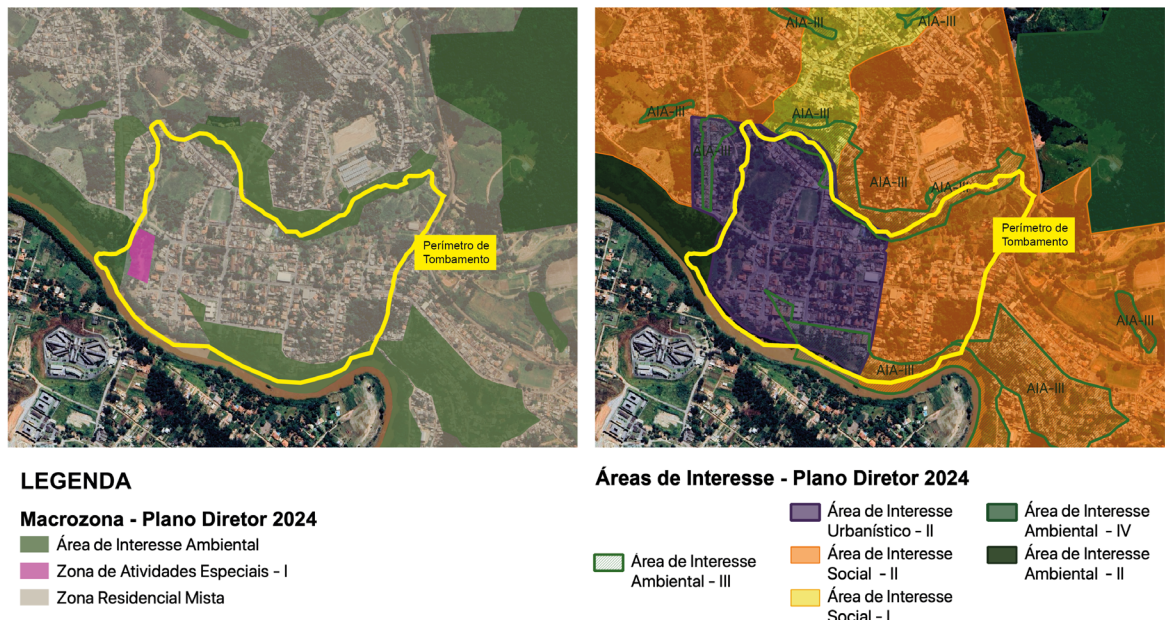 Perímetro de
Tombamento
AIA-III
AIA-III
AIA-III
AIA-III
AIA-III
AIA-III
AIA-III
Perímetro de
Tombamento
AIA-III
AIA-III
AIA-III
LEGENDA
Macrozona - Plano Diretor 2024
Área de Interesse Ambiental
Zona de Atividades Especiais - I
Zona Residencial Mista
Áreas de Interesse - Plano Diretor 2024
Área de Interesse
Ambiental - III
Área de Interesse
Urbanístico - II
Área de Interesse
Social - II
Área de Interesse
Social - I
Área de Interesse
Ambiental - IV
Área de Interesse
Ambiental - II